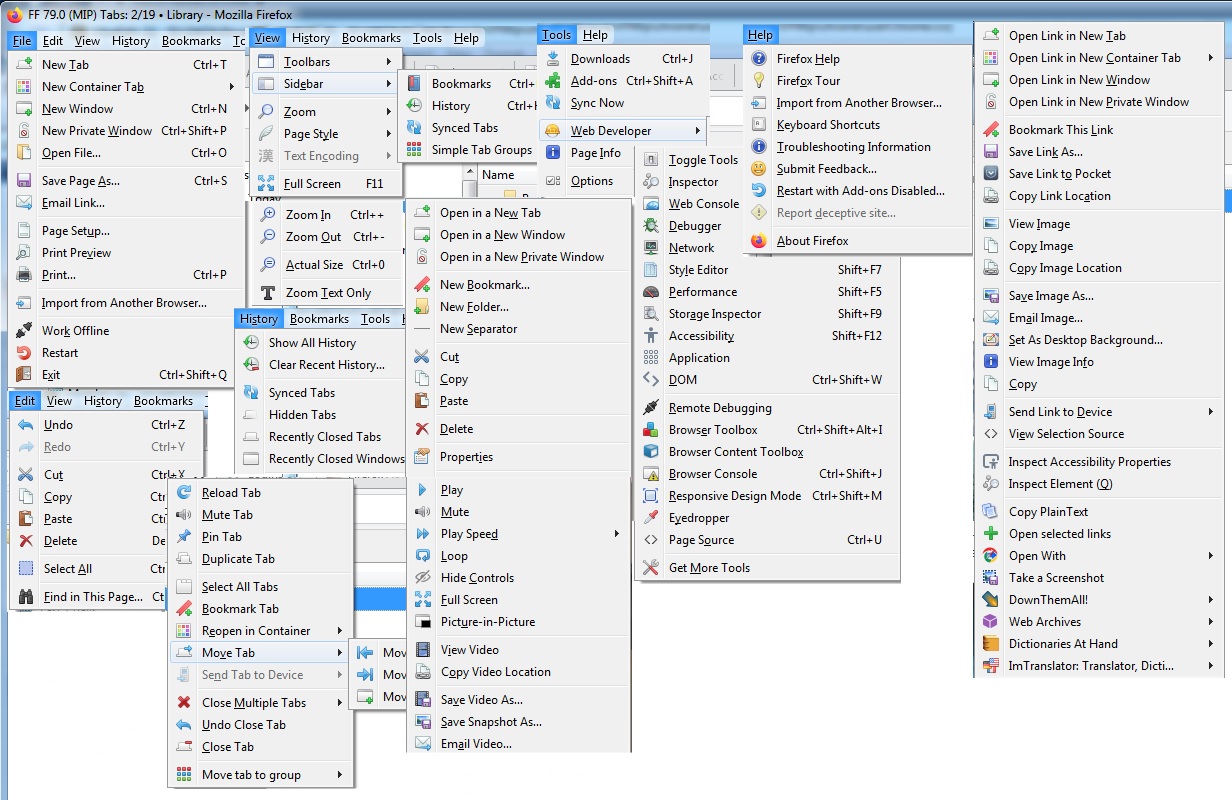 FF 79.0 (MIP) Tabs: 2/19 • Library - Mozilla Firefox
File Edit View History Bookmarks
New Tab Ctrl+T
New Container Tab
New Window Ctrl+N
New Private Window Ctrl+Shift+P
Open File... Ctrl+O
Save Page As... Ctrl+S
Email Link...
Page Setup...
Print Preview
Print... Ctrl+P
Import from Another Browser...
Work Offline
Restart
Exit Ctrl+Shift+Q
Edit View History Bookmarks
Undo Ctrl+Z
Redo Ctrl+Y
Cut Ctrl+X
Copy
Paste
Delete
Select All
Find in This Page...
Reload Tab
Mute Tab
Pin Tab
Duplicate Tab
Select All Tabs
Bookmark Tab
Reopen in Container
Move Tab
Send Tab to Device
Close Multiple Tabs
Undo Close Tab
Close Tab
Move tab to group
View History Bookmarks Tools Help
Toolbars
Sidebar
Zoom
Page Style
漢 Text Encoding
Full Screen F11
Bookmarks
History
Synced Tabs
Simple Tab Groups
Zoom In Ctrl++
Zoom Out Ctrl+-
Actual Size Ctrl+0
Zoom Text Only
History Bookmarks Tools
Show All History
Clear Recent History...
Synced Tabs
Hidden Tabs
Recently Closed Tabs
Recently Closed Windows
Name
Open in a New Tab
Open in a New Window
Open in a New Private Window
New Bookmark...
New Folder...
New Separator
Cut
Copy
Paste
Delete
Properties
Play
Mute
Play Speed
Loop
Hide Controls
Full Screen
Picture-in-Picture
View Video
Copy Video Location
Save Video As...
Save Snapshot As...
Email Video...
Tools Help
Downloads Ctrl+J
Add-ons Ctrl+Shift+A
Sync Now
Web Developer
Page Info
Options
Toggle Tools
Inspector
Web Console
Debugger
Network
Style Editor Shift+F7
Performance Shift+F5
Storage Inspector Shift+F9
Accessibility Shift+F12
Application
DOM Ctrl+Shift+W
Remote Debugging
Browser Toolbox Ctrl+Shift+Alt+I
Browser Content Toolbox
Browser Console Ctrl+Shift+J
Responsive Design Mode Ctrl+Shift+M
Eyedropper
Page Source Ctrl+U
Get More Tools
Help
Firefox Help
Firefox Tour
Import from Another Browser...
Keyboard Shortcuts
Troubleshooting Information
Submit Feedback...
Restart with Add-ons Disabled...
Report deceptive site...
About Firefox
Open Link in New Tab
Open Link in New Container Tab
Open Link in New Window
Open Link in New Private Window
Bookmark This Link
Save Link As...
Save Link to Pocket
Copy Link Location
View Image
Copy Image
Copy Image Location
Save Image As...
Email Image...
Set As Desktop Background...
View Image Info
Copy
Send Link to Device
View Selection Source
Inspect Accessibility Properties
Inspect Element (Q)
Copy PlainText
Open selected links
Open With
Take a Screenshot
DownThemAll!
Web Archives
Dictionaries At Hand
ImTranslator: Translator, Dicti...